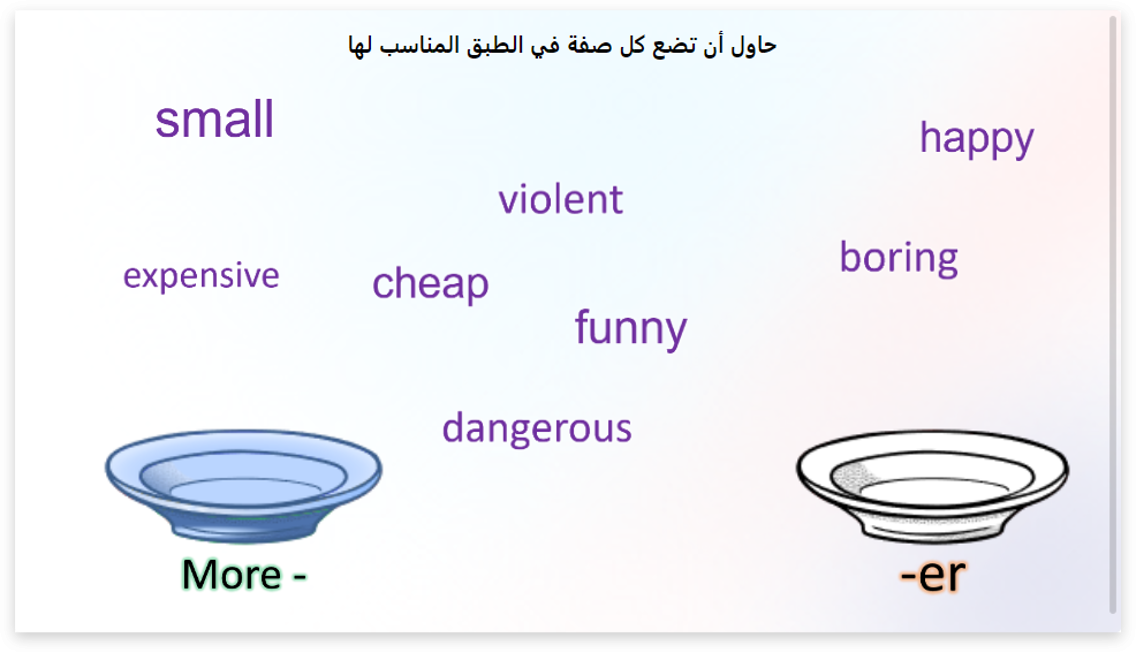 حاول أن تضع كل صفة في الطبق المناسب لها
small
happy
violent
boring
expensive
cheap
funny
dangerous
More -
-er